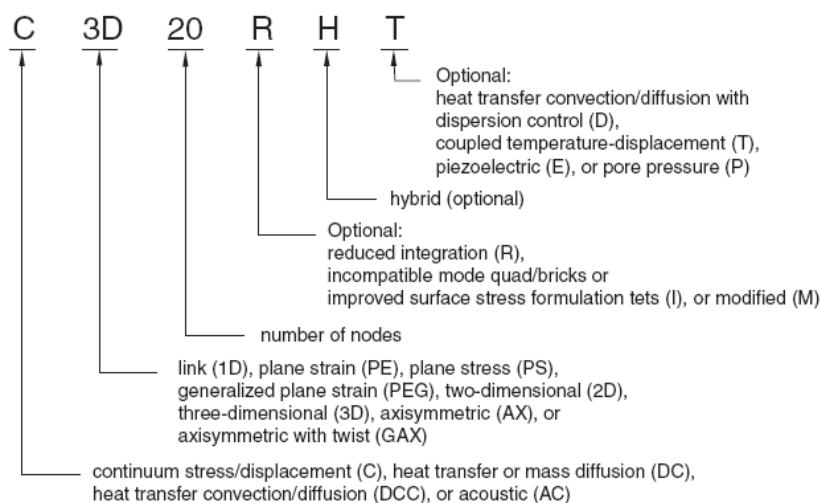 C 3D 20 R H T
Optional:
heat transfer convection/diffusion with
dispersion control (D),
coupled temperature-displacement (T),
piezoelectric (E), or pore pressure (P)
hybrid (optional)
Optional:
reduced integration (R),
incompatible mode quad/bricks or
improved surface stress formulation tets (I), or modified (M)
number of nodes
link (1D), plane strain (PE), plane stress (PS),
generalized plane strain (PEG), two-dimensional (2D),
three-dimensional (3D), axisymmetric (AX), or
axisymmetric with twist (GAX)
continuum stress/displacement (C), heat transfer or mass diffusion (DC),
heat transfer convection/diffusion (DCC), or acoustic (AC)